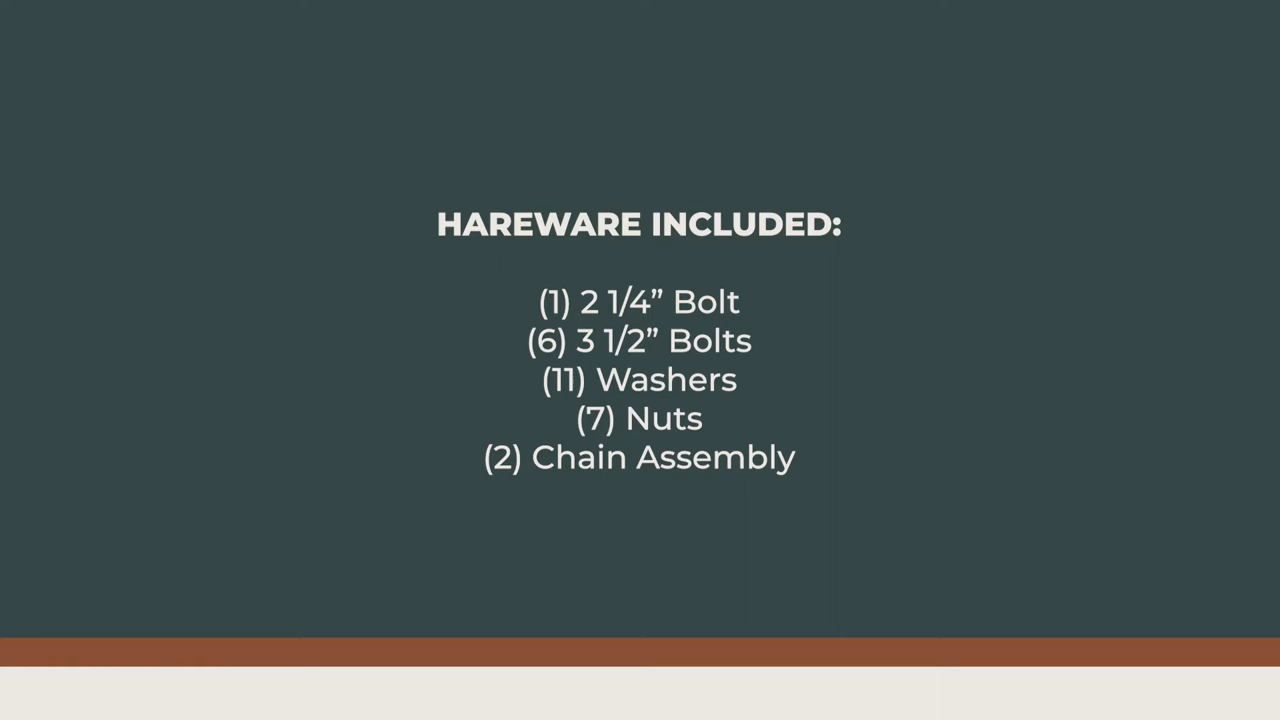 HAREWARE INCLUDED:
(1) 2 1/4” Bolt
(6) 3 1/2” Bolts
(11) Washers
(7) Nuts
(2) Chain Assembly